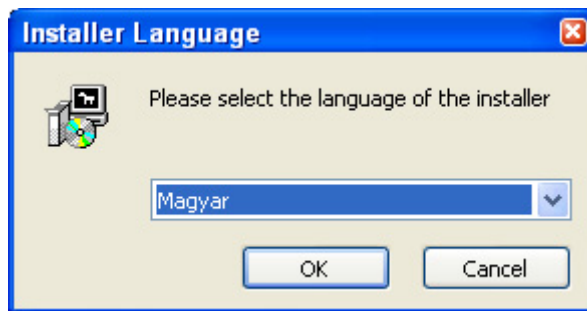 Installer Language
Please select the language of the installer
Magyar
OK
Cancel